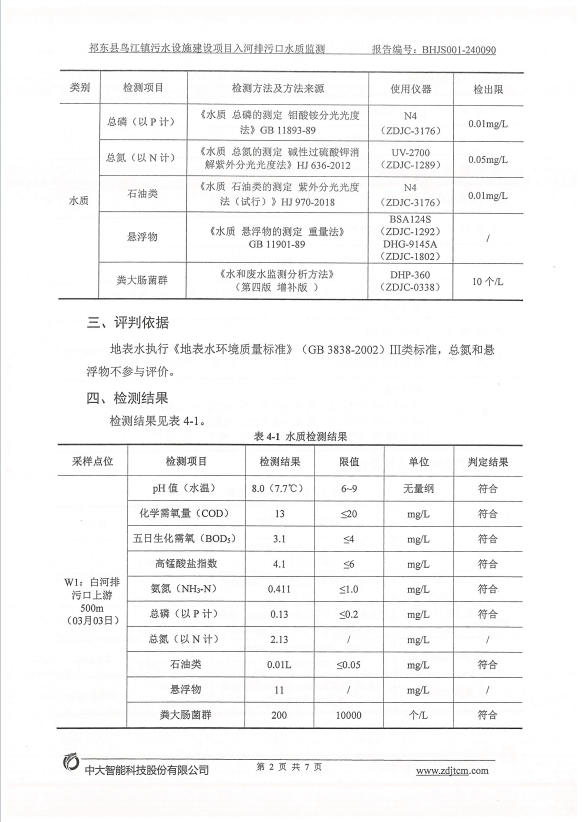 祁东县鸟江镇污水设施建设项目入河排污口水质监测 报告编号：BHJS001-240090
类别 检测项目 检测方法及方法来源 使用仪器 检出限
水质
总磷（以 P 计） 《水质 总磷的测定 钼酸铵分光光度法》GB 11893-89 N4（ZDJC-3176） 0.01mg/L
总氮（以 N 计） 《水质 总氮的测定 碱性过硫酸钾消解紫外分光光度法》HJ 636-2012 UV-2700（ZDJC-1289） 0.05mg/L
石油类 《水质 石油类的测定 紫外分光光度法（试行）》HJ 970-2018 N4（ZDJC-3176） 0.01mg/L
悬浮物 《水质 悬浮物的测定 重量法》GB 11901-89 BSA124S（ZDJC-1292）DHG-9145A（ZDJC-1802） /
粪大肠菌群 《水和废水监测分析方法》（第四版 增补版 ） DHP-360（ZDJC-0338） 10 个/L
三、评判依据
地表水执行《地表水环境质量标准》（GB 3838-2002）III类标准，总氮和悬
浮物不参与评价。
四、检测结果
检测结果见表 4-1。
表 4-1 水质检测结果
采样点位 检测项目 检测结果 限值 单位 判定结果
W1：白河排污口上游500m（03月03日）
pH 值（水温） 8.0（7.7℃） 6~9 无量纲 符合
化学需氧量（COD） 13 ≤20 mg/L 符合
五日生化需氧（BOD₅） 3.1 ≤4 mg/L 符合
高锰酸盐指数 4.1 ≤6 mg/L 符合
氨氮（NH₃-N） 0.411 ≤1.0 mg/L 符合
总磷（以 P 计） 0.13 ≤0.2 mg/L 符合
总氮（以 N 计） 2.13 / mg/L /
石油类 0.01L ≤0.05 mg/L 符合
悬浮物 11 / mg/L /
粪大肠菌群 200 10000 个/L 符合
中大智能科技股份有限公司 第 2 页 共 7 页 www.zdjtcm.com